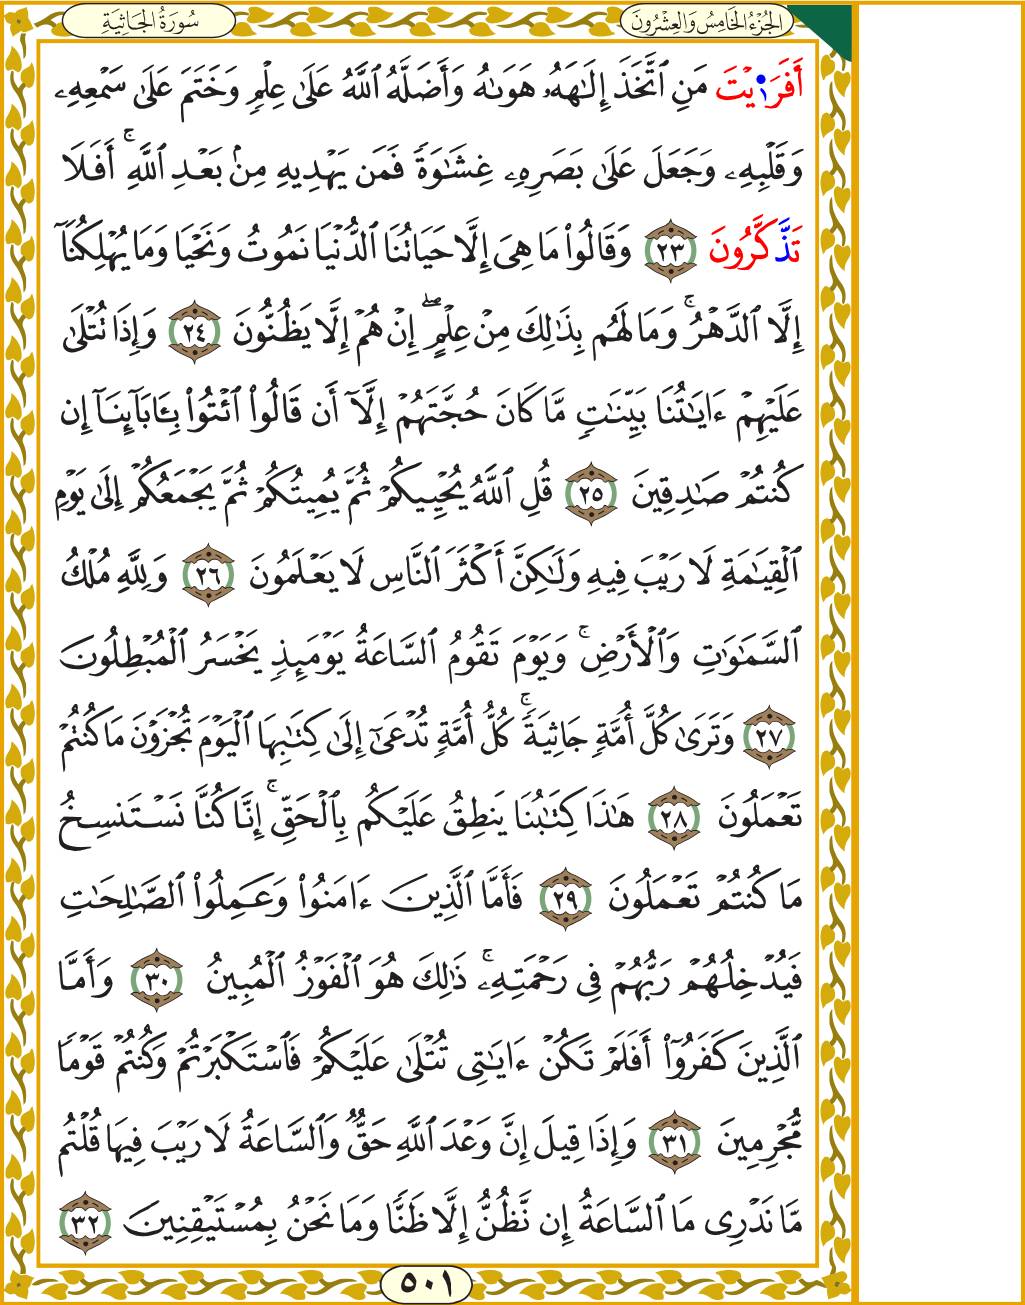 سُورَةُ الجَاثِيَةِ
الجُزْءُ الخَامِسُ وَالعِشْرُونَ
أَفَرَٰيْتَ مَنِ ٱتَّخَذَ إِلَٰهَهُۥ هَوَىٰهُ وَأَضَلَّهُ ٱللَّهُ عَلَىٰ عِلْمٍ وَخَتَمَ عَلَىٰ سَمْعِهِۦ
وَقَلْبِهِۦ وَجَعَلَ عَلَىٰ بَصَرِهِۦ غِشَٰوَةً فَمَن يَهْدِيهِ مِنۢ بَعْدِ ٱللَّهِ ۚ أَفَلَا
تَذَّكَّرُونَ ٢٣ وَقَالُوا۟ مَا هِىَ إِلَّا حَيَاتُنَا ٱلدُّنْيَا نَمُوتُ وَنَحْيَا وَمَا يُهْلِكُنَآ
إِلَّا ٱلدَّهْرُ ۚ وَمَا لَهُم بِذَٰلِكَ مِنْ عِلْمٍ ۖ إِنْ هُمْ إِلَّا يَظُنُّونَ ٢٤ وَإِذَا تُتْلَىٰ
عَلَيْهِمْ ءَايَٰتُنَا بَيِّنَٰتٍ مَّا كَانَ حُجَّتَهُمْ إِلَّآ أَن قَالُوا۟ ٱئْتُوا۟ بِـَٔابَآئِنَآ إِن
كُنتُمْ صَٰدِقِينَ ٢٥ قُلِ ٱللَّهُ يُحْيِيكُمْ ثُمَّ يُمِيتُكُمْ ثُمَّ يَجْمَعُكُمْ إِلَىٰ يَوْمِ
ٱلْقِيَٰمَةِ لَا رَيْبَ فِيهِ وَلَٰكِنَّ أَكْثَرَ ٱلنَّاسِ لَا يَعْلَمُونَ ٢٦ وَلِلَّهِ مُلْكُ
ٱلسَّمَٰوَٰتِ وَٱلْأَرْضِ ۚ وَيَوْمَ تَقُومُ ٱلسَّاعَةُ يَوْمَئِذٍ يَخْسَرُ ٱلْمُبْطِلُونَ
٢٧ وَتَرَىٰ كُلَّ أُمَّةٍ جَاثِيَةً ۚ كُلُّ أُمَّةٍ تُدْعَىٰٓ إِلَىٰ كِتَٰبِهَا ٱلْيَوْمَ تُجْزَوْنَ مَا كُنتُمْ
تَعْمَلُونَ ٢٨ هَٰذَا كِتَٰبُنَا يَنطِقُ عَلَيْكُم بِٱلْحَقِّ ۚ إِنَّا كُنَّا نَسْتَنسِخُ
مَا كُنتُمْ تَعْمَلُونَ ٢٩ فَأَمَّا ٱلَّذِينَ ءَامَنُوا۟ وَعَمِلُوا۟ ٱلصَّٰلِحَٰتِ
فَيُدْخِلُهُمْ رَبُّهُمْ فِى رَحْمَتِهِۦ ۚ ذَٰلِكَ هُوَ ٱلْفَوْزُ ٱلْمُبِينُ ٣٠ وَأَمَّا
ٱلَّذِينَ كَفَرُوٓا۟ أَفَلَمْ تَكُنْ ءَايَٰتِى تُتْلَىٰ عَلَيْكُمْ فَٱسْتَكْبَرْتُمْ وَكُنتُمْ قَوْمًا
مُّجْرِمِينَ ٣١ وَإِذَا قِيلَ إِنَّ وَعْدَ ٱللَّهِ حَقٌّ وَٱلسَّاعَةُ لَا رَيْبَ فِيهَا قُلْتُم
مَّا نَدْرِى مَا ٱلسَّاعَةُ إِن نَّظُنُّ إِلَّا ظَنًّا وَمَا نَحْنُ بِمُسْتَيْقِنِينَ ٣٢
٥٠١